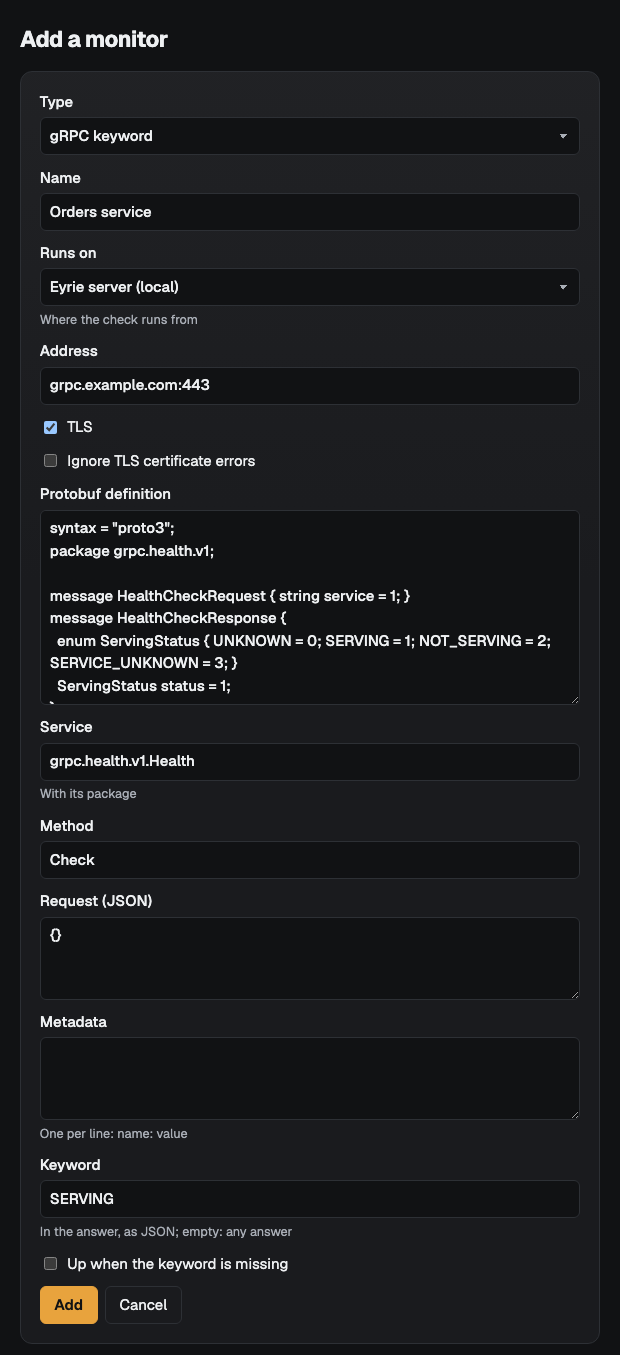 Add a monitor
Type
gRPC keyword
Name
Orders service
Runs on
Eyrie server (local)
Where the check runs from
Address
grpc.example.com:443
TLS
Ignore TLS certificate errors
Protobuf definition
syntax = "proto3";
package grpc.health.v1;
message HealthCheckRequest { string service = 1; }
message HealthCheckResponse {
enum ServingStatus { UNKNOWN = 0; SERVING = 1; NOT_SERVING = 2;
SERVICE_UNKNOWN = 3; }
ServingStatus status = 1;
Service
grpc.health.v1.Health
With its package
Method
Check
Request (JSON)
{}
Metadata
One per line: name: value
Keyword
SERVING
In the answer, as JSON; empty: any answer
Up when the keyword is missing
Add
Cancel